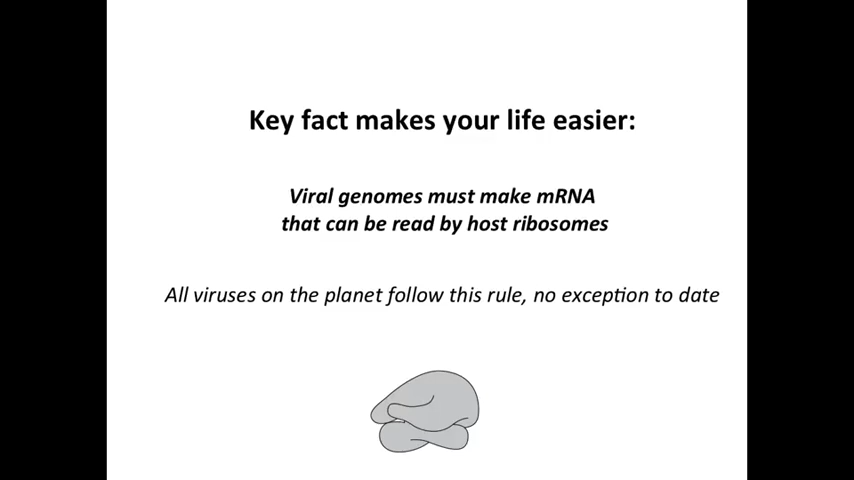 Key fact makes your life easier:
Viral genomes must make mRNA
that can be read by host ribosomes
All viruses on the planet follow this rule, no exception to date